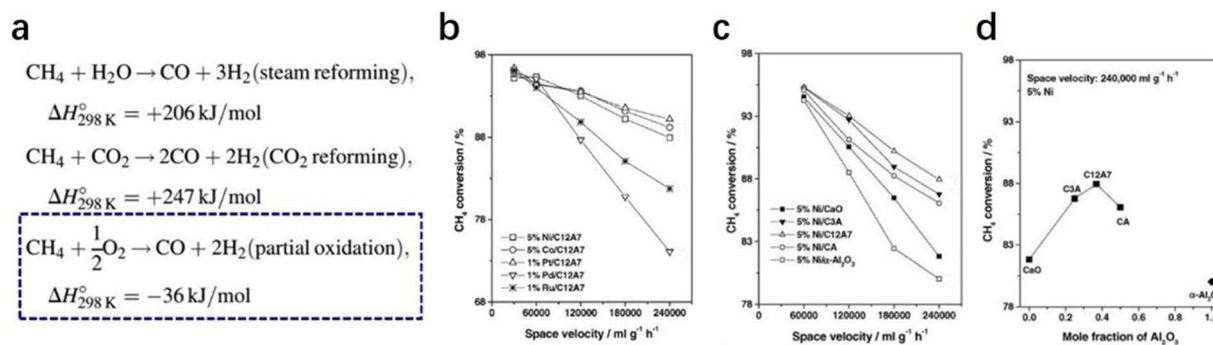 a
CH₄ + H₂O → CO + 3H₂(steam reforming),
ΔH°₂₉₈ K = +206 kJ/mol
CH₄ + CO₂ → 2CO + 2H₂(CO₂ reforming),
ΔH°₂₉₈ K = +247 kJ/mol
CH₄ + 1/2 O₂ → CO + 2H₂(partial oxidation),
ΔH°₂₉₈ K = −36 kJ/mol
b
CH₄ conversion / %
98
88
78
68
5% Ni/C12A7
5% Co/C12A7
1% Pt/C12A7
1% Pd/C12A7
1% Ru/C12A7
0 60000 120000 180000 240000
Space velocity / ml g⁻¹ h⁻¹
c
CH₄ conversion / %
98
93
88
83
78
5% Ni/CaO
5% Ni/C3A
5% Ni/C12A7
5% Ni/CA
5% Ni/α-Al₂O₃
60000 120000 180000 240000
Space velocity / ml g⁻¹ h⁻¹
d
CH₄ conversion / %
98
93
88
83
78
Space velocity: 240,000 ml g⁻¹ h⁻¹
5% Ni
C12A7
C3A
CA
CaO
α-Al₂O
0.0 0.2 0.4 0.6 0.8 1.
Mole fraction of Al₂O₃